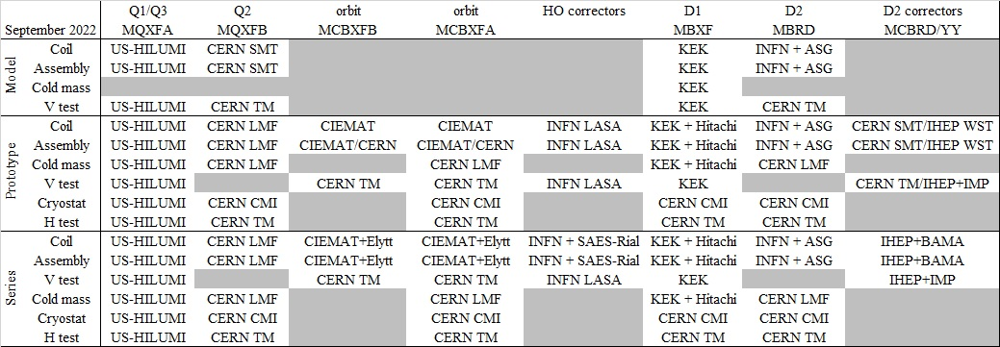 Q1/Q3 Q2 orbit orbit HO correctors D1 D2 D2 correctors
September 2022 MQXFA MQXFB MCBXFB MCBXFA MBXF MBRD MCBRD/YY
Model
Coil US-HILUMI CERN SMT KEK INFN + ASG
Assembly US-HILUMI CERN SMT KEK INFN + ASG
Cold mass KEK
V test US-HILUMI CERN TM KEK CERN TM
Prototype
Coil US-HILUMI CERN LMF CIEMAT CIEMAT INFN LASA KEK + Hitachi INFN + ASG CERN SMT/IHEP WST
Assembly US-HILUMI CERN LMF CIEMAT/CERN CIEMAT/CERN INFN LASA KEK + Hitachi INFN + ASG CERN SMT/IHEP WST
Cold mass US-HILUMI CERN LMF CERN LMF KEK + Hitachi CERN LMF
V test US-HILUMI CERN TM CERN TM INFN LASA KEK CERN TM/IHEP+IMP
Cryostat US-HILUMI CERN CMI CERN CMI CERN CMI CERN CMI
H test US-HILUMI CERN TM CERN TM CERN TM CERN TM
Series
Coil US-HILUMI CERN LMF CIEMAT+Elytt CIEMAT+Elytt INFN + SAES-Rial KEK + Hitachi INFN + ASG IHEP+BAMA
Assembly US-HILUMI CERN LMF CIEMAT+Elytt CIEMAT+Elytt INFN + SAES-Rial KEK + Hitachi INFN + ASG IHEP+BAMA
V test US-HILUMI CERN TM CERN TM INFN LASA KEK IHEP+IMP
Cold mass US-HILUMI CERN LMF CERN LMF KEK + Hitachi CERN LMF
Cryostat US-HILUMI CERN CMI CERN CMI CERN CMI CERN CMI
H test US-HILUMI CERN TM CERN TM CERN TM CERN TM